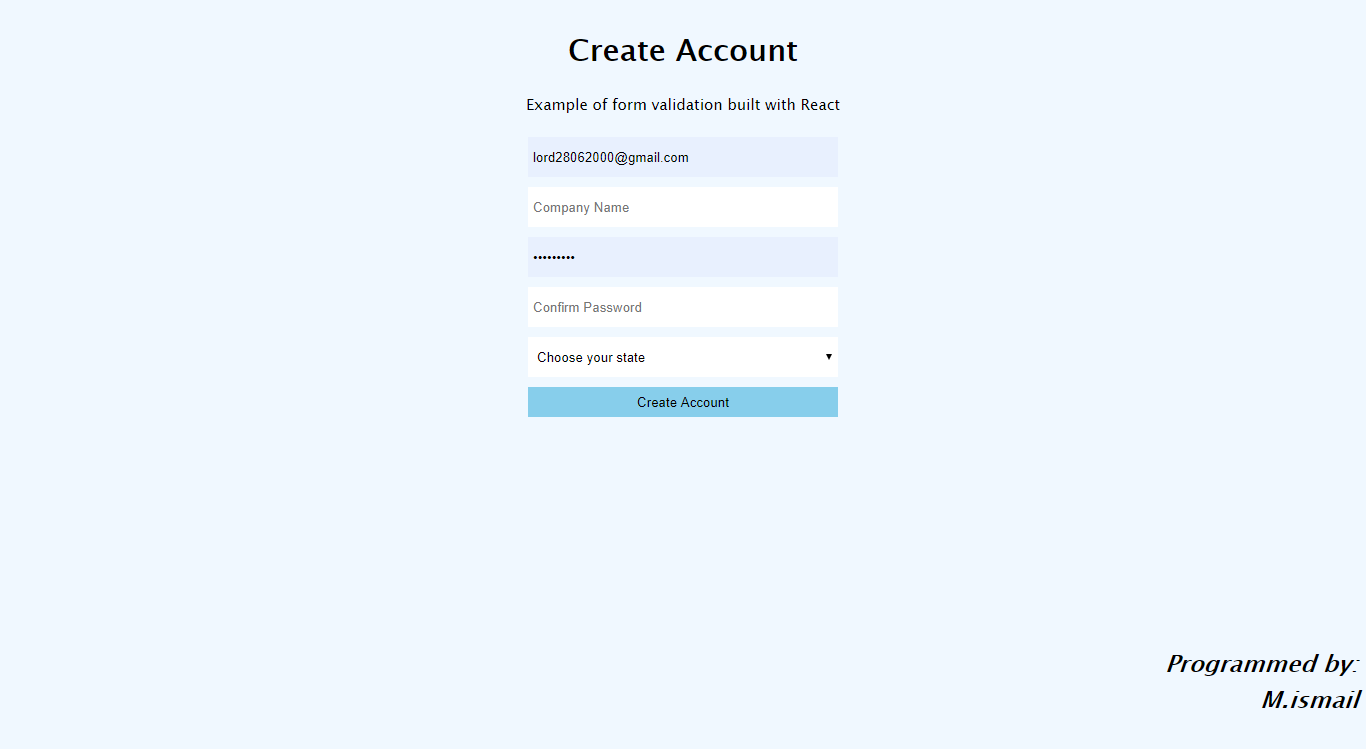 Create Account
Example of form validation built with React
lord28062000@gmail.com
Company Name
•••••••••
Confirm Password
Choose your state
Create Account
Programmed by:
M.ismail